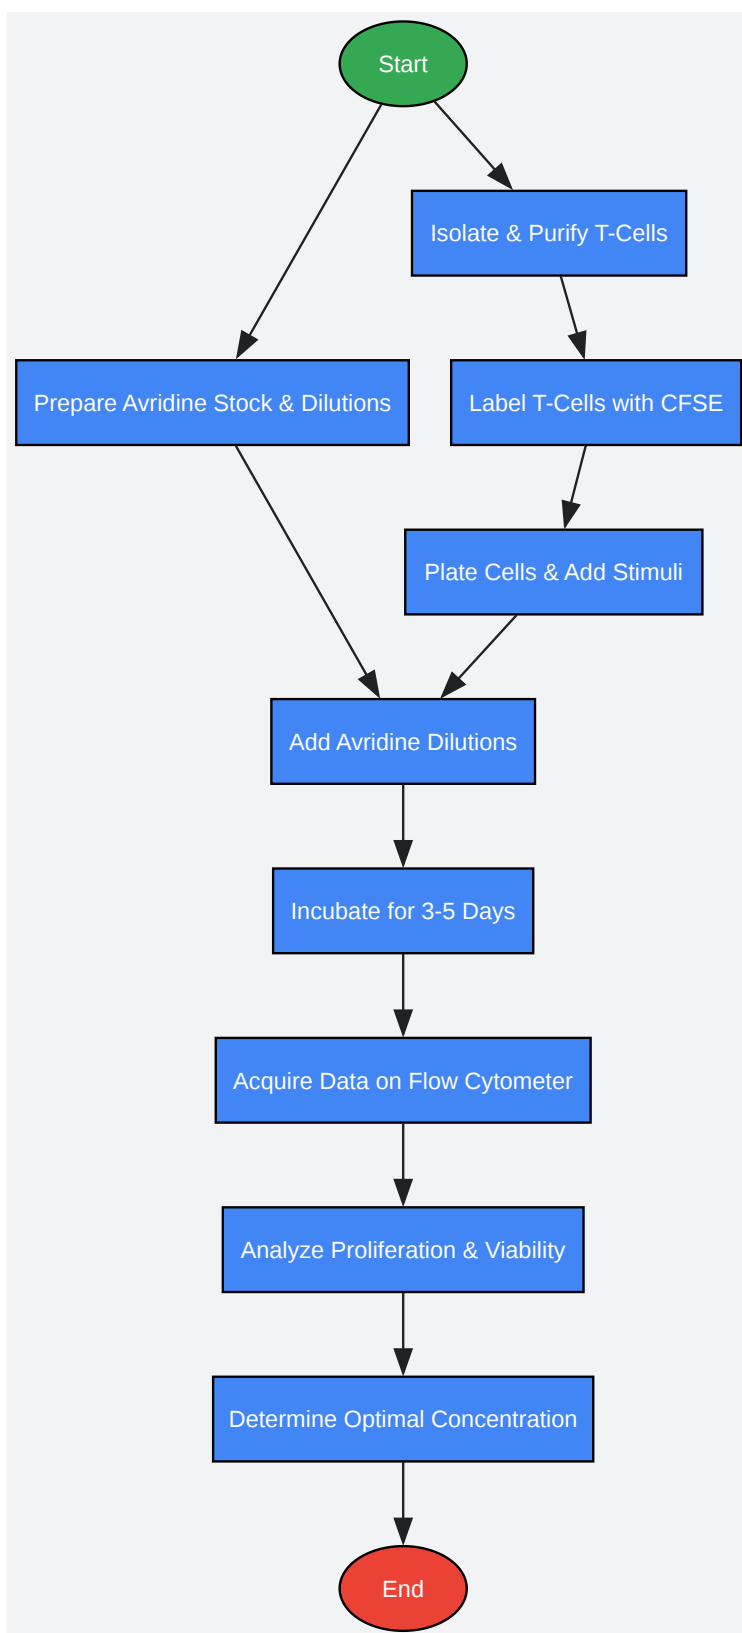 Start
Isolate & Purify T-Cells
Prepare Avridine Stock & Dilutions
Label T-Cells with CFSE
Plate Cells & Add Stimuli
Add Avridine Dilutions
Incubate for 3-5 Days
Acquire Data on Flow Cytometer
Analyze Proliferation & Viability
Determine Optimal Concentration
End